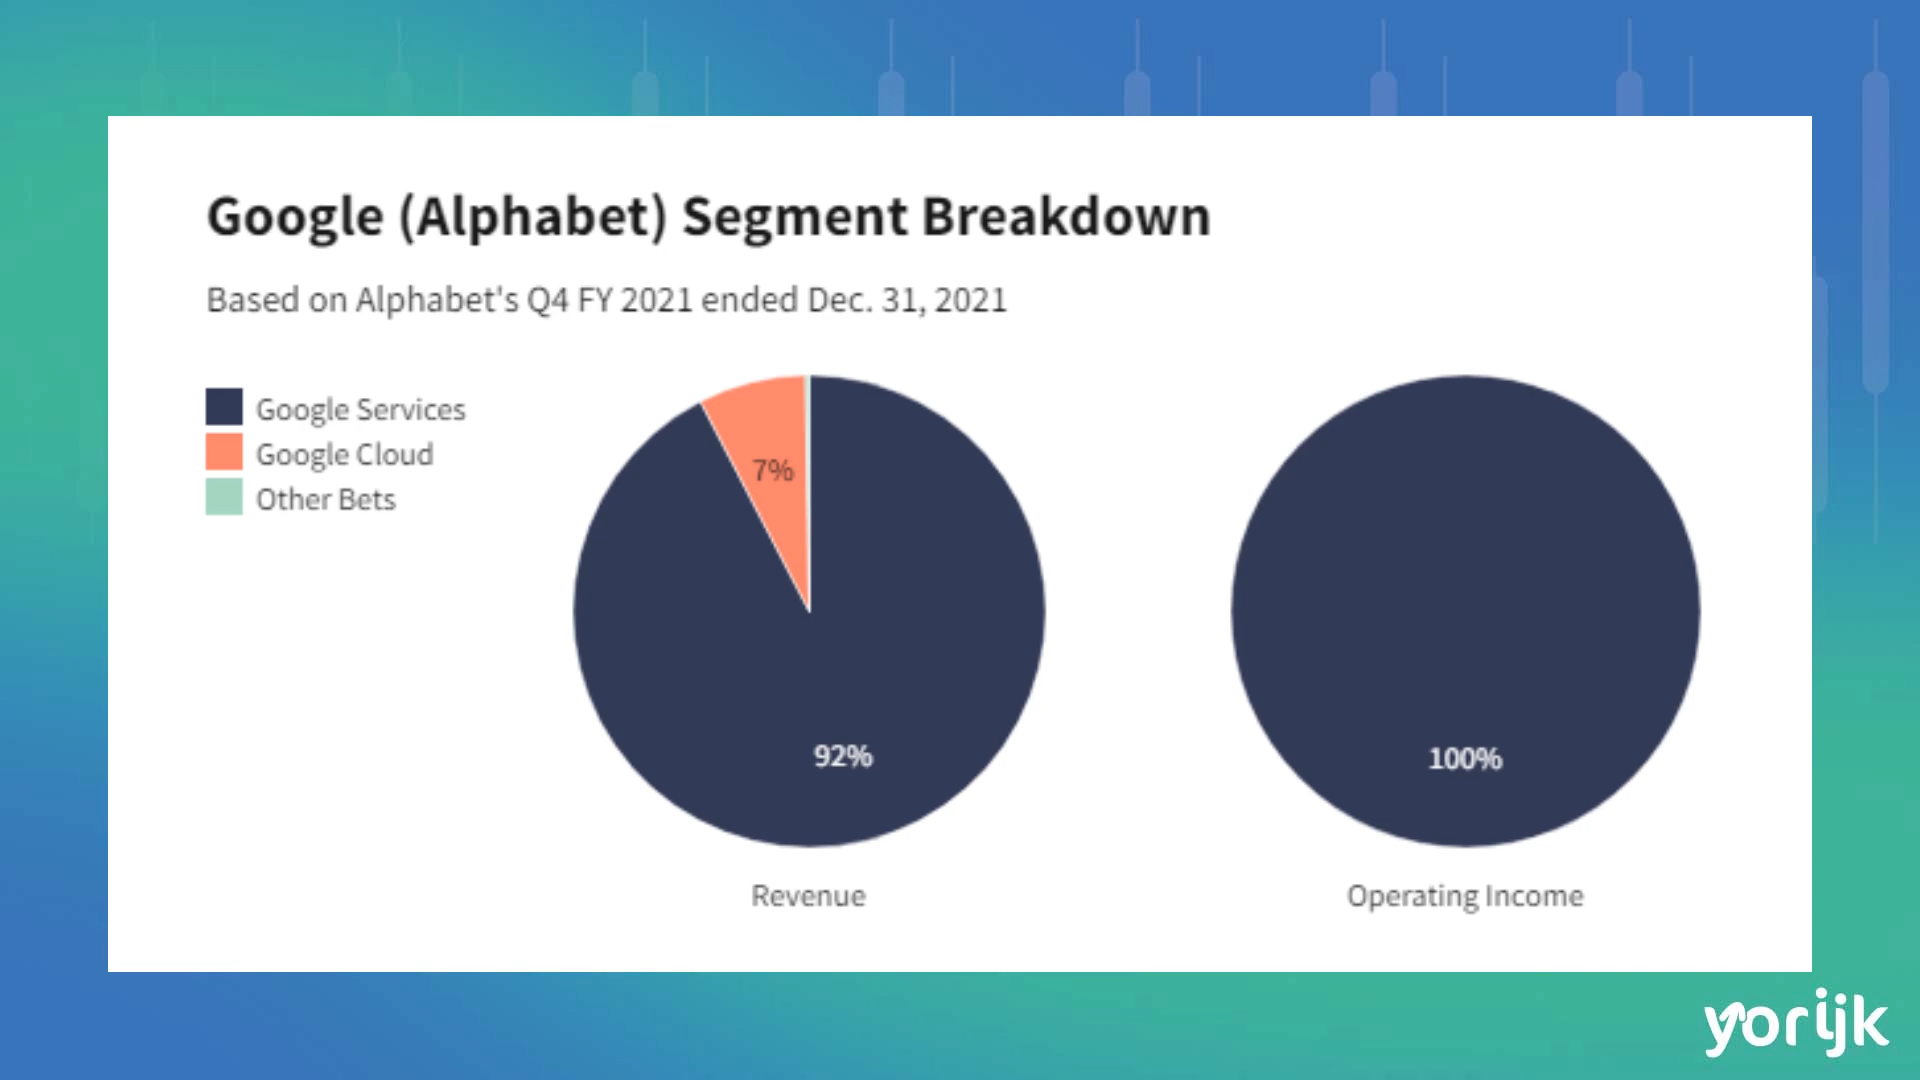 Google (Alphabet) Segment Breakdown
Based on Alphabet's Q4 FY 2021 ended Dec. 31, 2021
Google Services
Google Cloud
Other Bets
7%
92%
100%
Revenue
Operating Income
yorijk